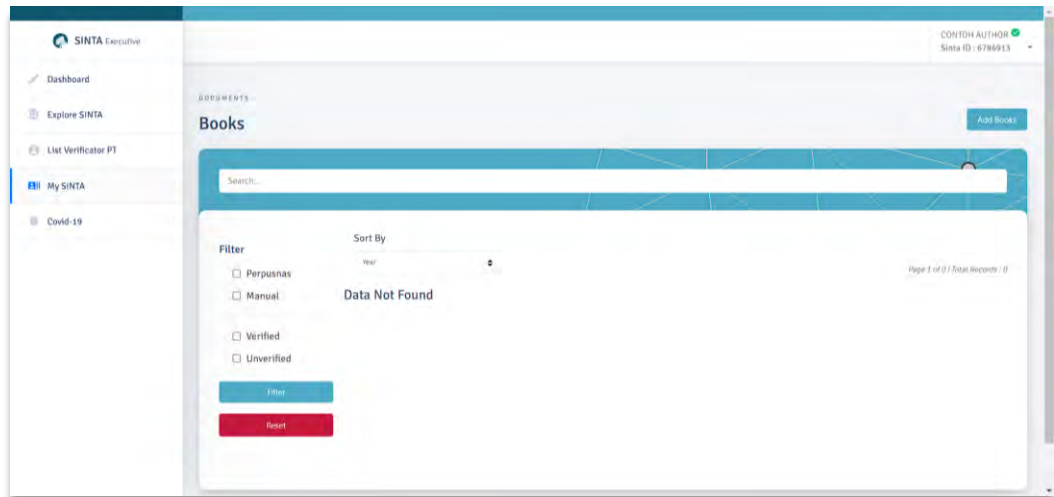 SINTA Executive
CONTOH AUTHOR
Sinta ID : 6786913
Dashboard
Explore SINTA
List Verificator PT
My SINTA
Covid-19
DOCUMENTS
Books
Add Books
Search...
Filter
Perpusnas
Manual
Verified
Unverified
Filter
Reset
Sort By
Year
Page 1 of 0 | Total Records : 0
Data Not Found